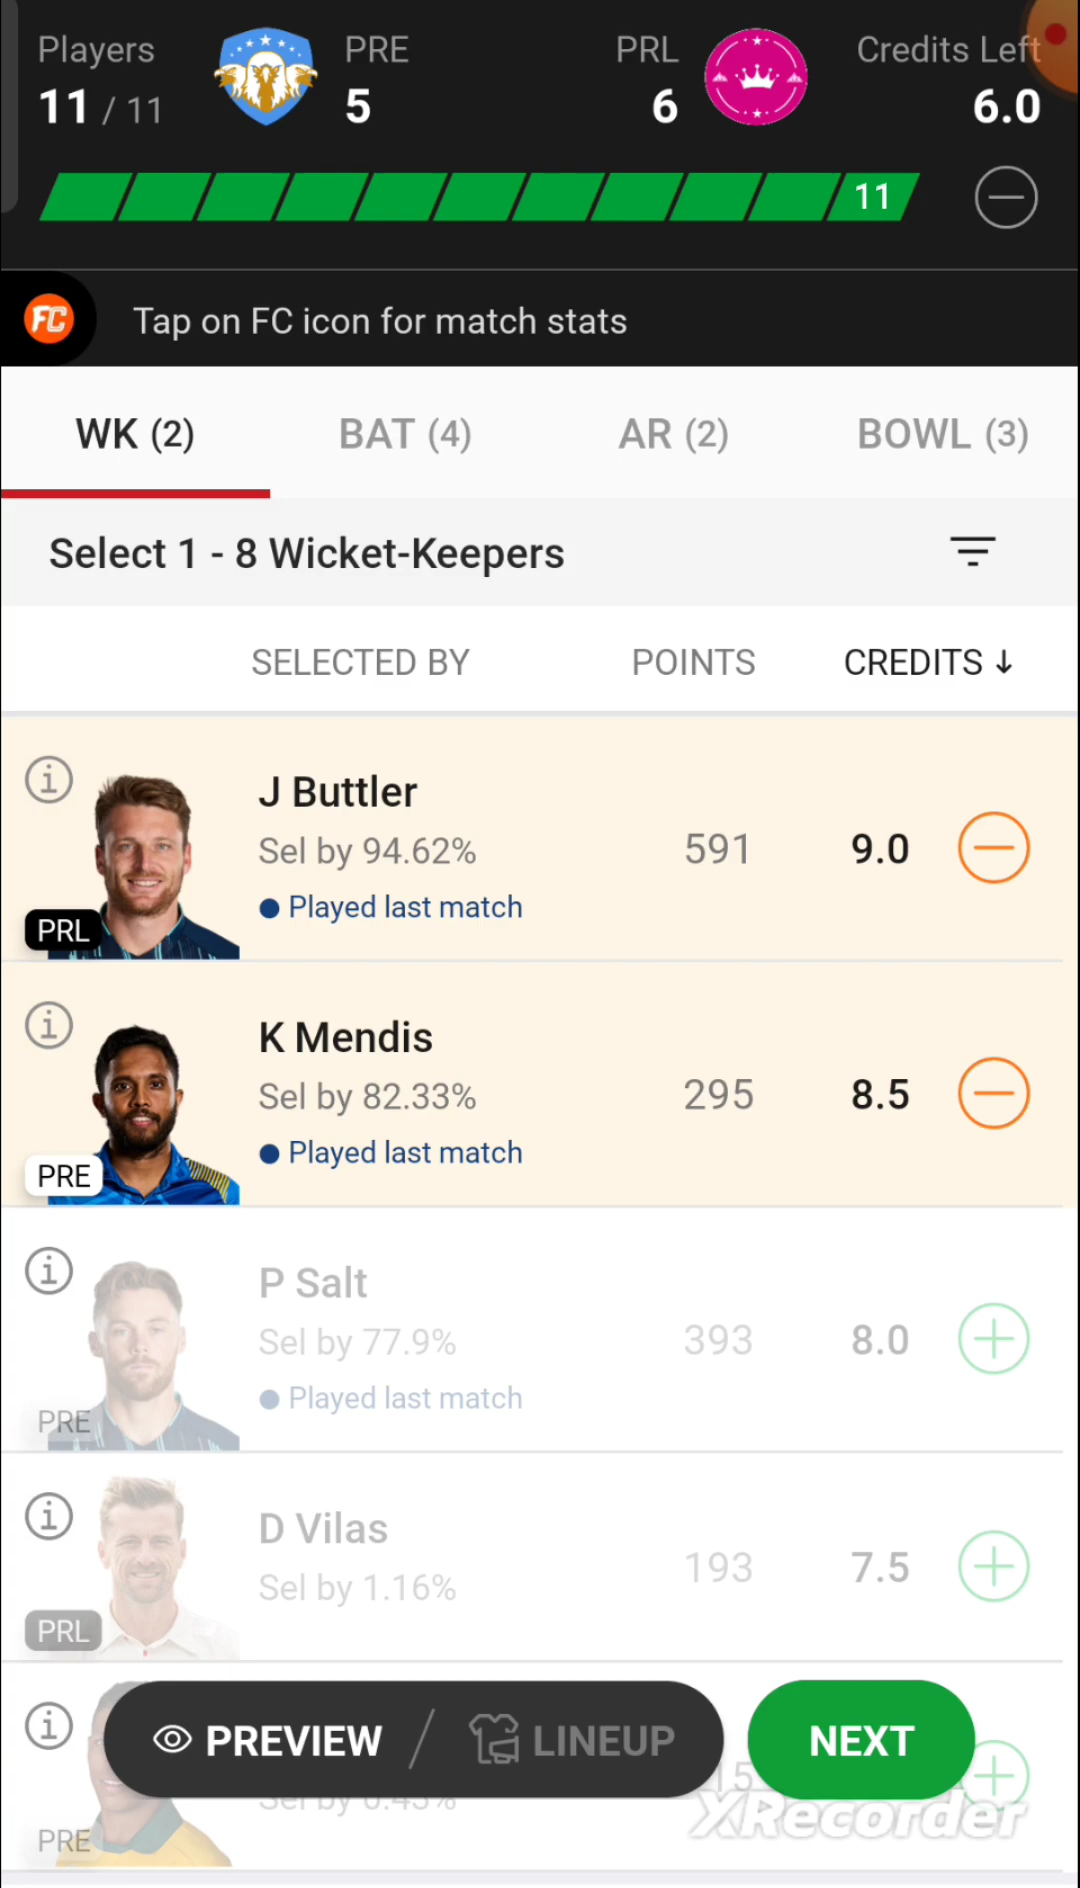 Players PRE PRL Credits Left
11 / 11 5 6 6.0
11
FC Tap on FC icon for match stats
WK (2) BAT (4) AR (2) BOWL (3)
Select 1 - 8 Wicket-Keepers
SELECTED BY POINTS CREDITS ↓
J Buttler
Sel by 94.62% 591 9.0
PRL Played last match
K Mendis
Sel by 82.33% 295 8.5
PRE Played last match
P Salt
Sel by 77.9% 393 8.0
PRE Played last match
D Vilas
Sel by 1.16% 193 7.5
PRL
PREVIEW / LINEUP NEXT
XRecorder
PRE